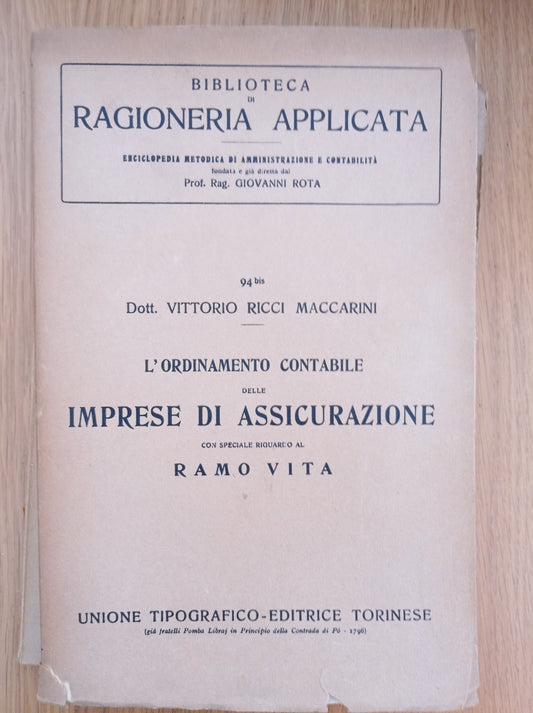 BIBLIOTECA
DI
RAGIONERIA APPLICATA
ENCICLOPEDIA METODICA DI AMMINISTRAZIONE E CONTABILITÀ
fondata e già diretta dal
Prof. Rag. GIOVANNI ROTA
94 bis
Dott. VITTORIO RICCI MACCARINI
L'ORDINAMENTO CONTABILE
DELLE
IMPRESE DI ASSICURAZIONE
CON SPECIALE RIGUARDO AL
RAMO VITA
UNIONE TIPOGRAFICO-EDITRICE TORINESE
(già fratelli Pomba Libraj in Principio della Contrada di Pò - 1796)